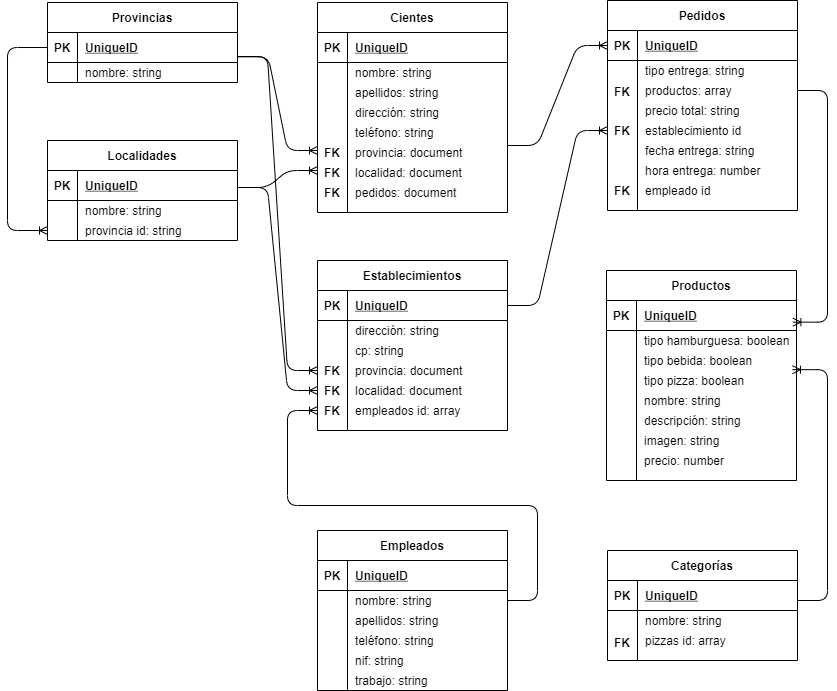 Provincias
PK UniqueID
nombre: string
Localidades
PK UniqueID
nombre: string
provincia id: string
Cientes
PK UniqueID
nombre: string
apellidos: string
dirección: string
teléfono: string
FK provincia: document
FK localidad: document
FK pedidos: document
Establecimientos
PK UniqueID
dirección: string
cp: string
FK provincia: document
FK localidad: document
FK empleados id: array
Empleados
PK UniqueID
nombre: string
apellidos: string
teléfono: string
nif: string
trabajo: string
Pedidos
PK UniqueID
tipo entrega: string
FK productos: array
precio total: string
FK establecimiento id
fecha entrega: string
hora entrega: number
FK empleado id
Productos
PK UniqueID
tipo hamburguesa: boolean
tipo bebida: boolean
tipo pizza: boolean
nombre: string
descripción: string
imagen: string
precio: number
Categorías
PK UniqueID
nombre: string
FK pizzas id: array